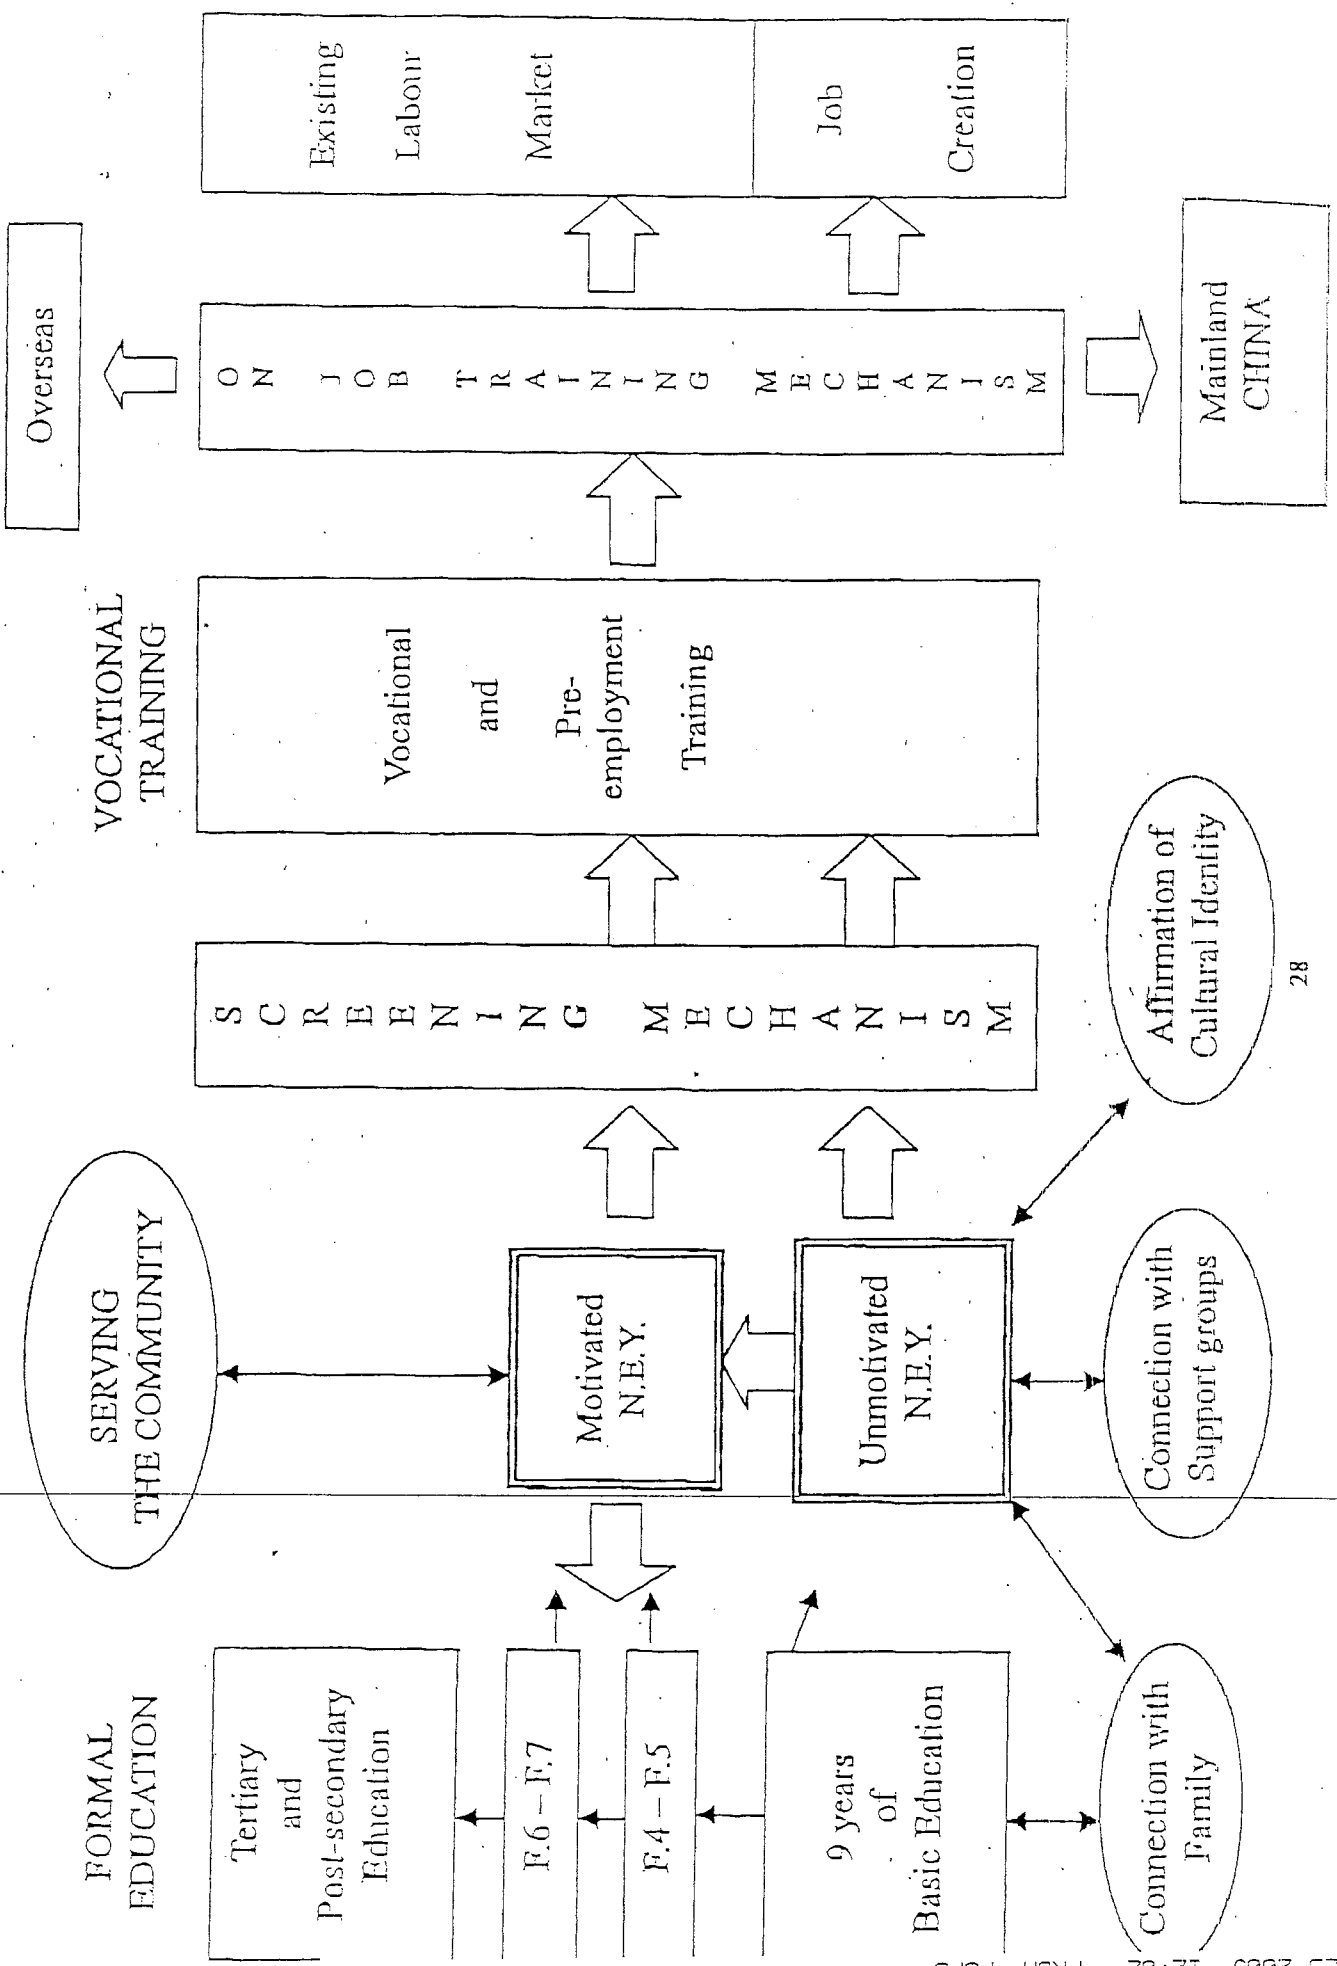 FORMAL
EDUCATION
Tertiary
and
Post-secondary
Education
F.6 – F.7
F.4 – F.5
9 years
of
Basic Education
Connection with
Family
SERVING
THE COMMUNITY
Motivated
N.E.Y.
Unmotivated
N.E.Y.
Connection with
Support groups
SCREENING MECHANISM
Affirmation of
Cultural Identity
VOCATIONAL
TRAINING
Vocational
and
Pre-
employment
Training
Overseas
ON JOB TRAINING MECHANISM
Mainland
CHINA
Existing
Labour
Market
Job
Creation
28